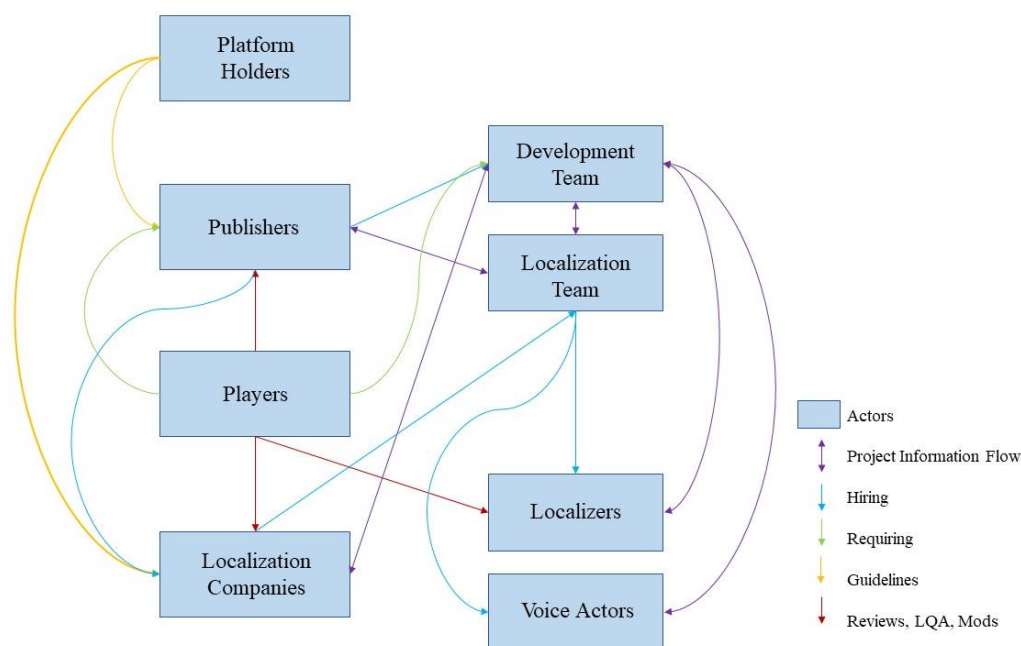 Platform
Holders
Development
Team
Publishers
Localization
Team
Players
Actors
Project Information Flow
Hiring
Localizers
Requiring
Localization
Companies
Guidelines
Voice Actors
Reviews, LQA, Mods